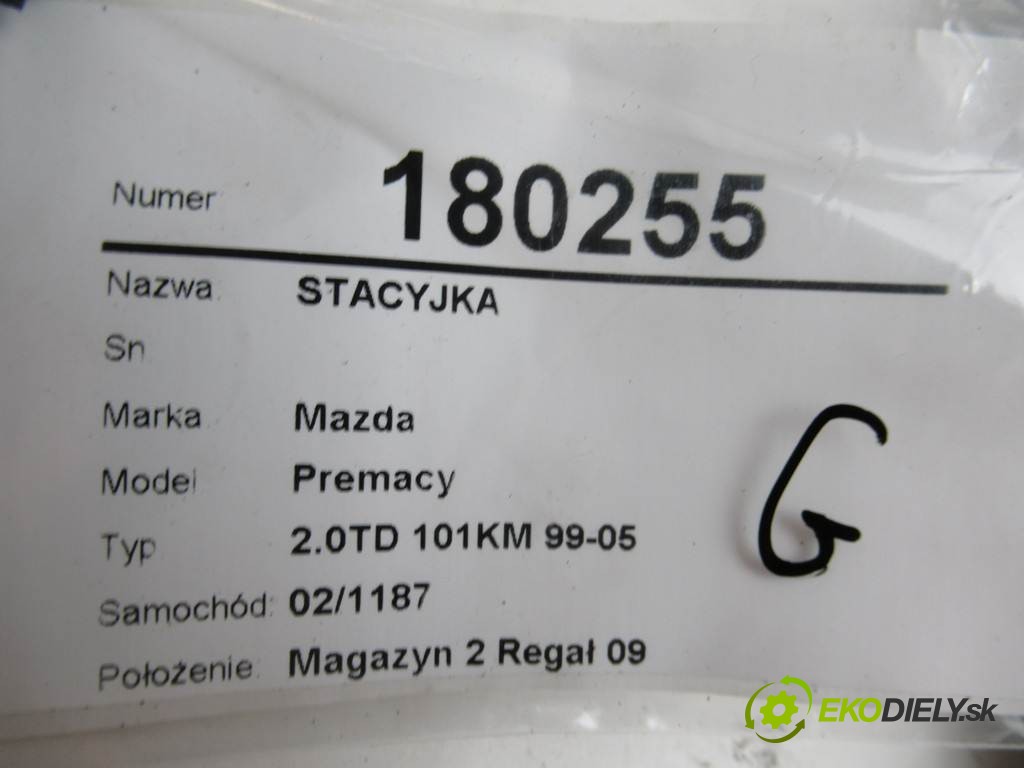 Numer 180255
Nazwa. STACYJKA
Sn
Marka Mazda
Model Premacy
Typ 2.0TD 101KM 99-05
Samochód: 02/1187
Położenie: Magazyn 2 Regał 09
G
EKODIELY.sk